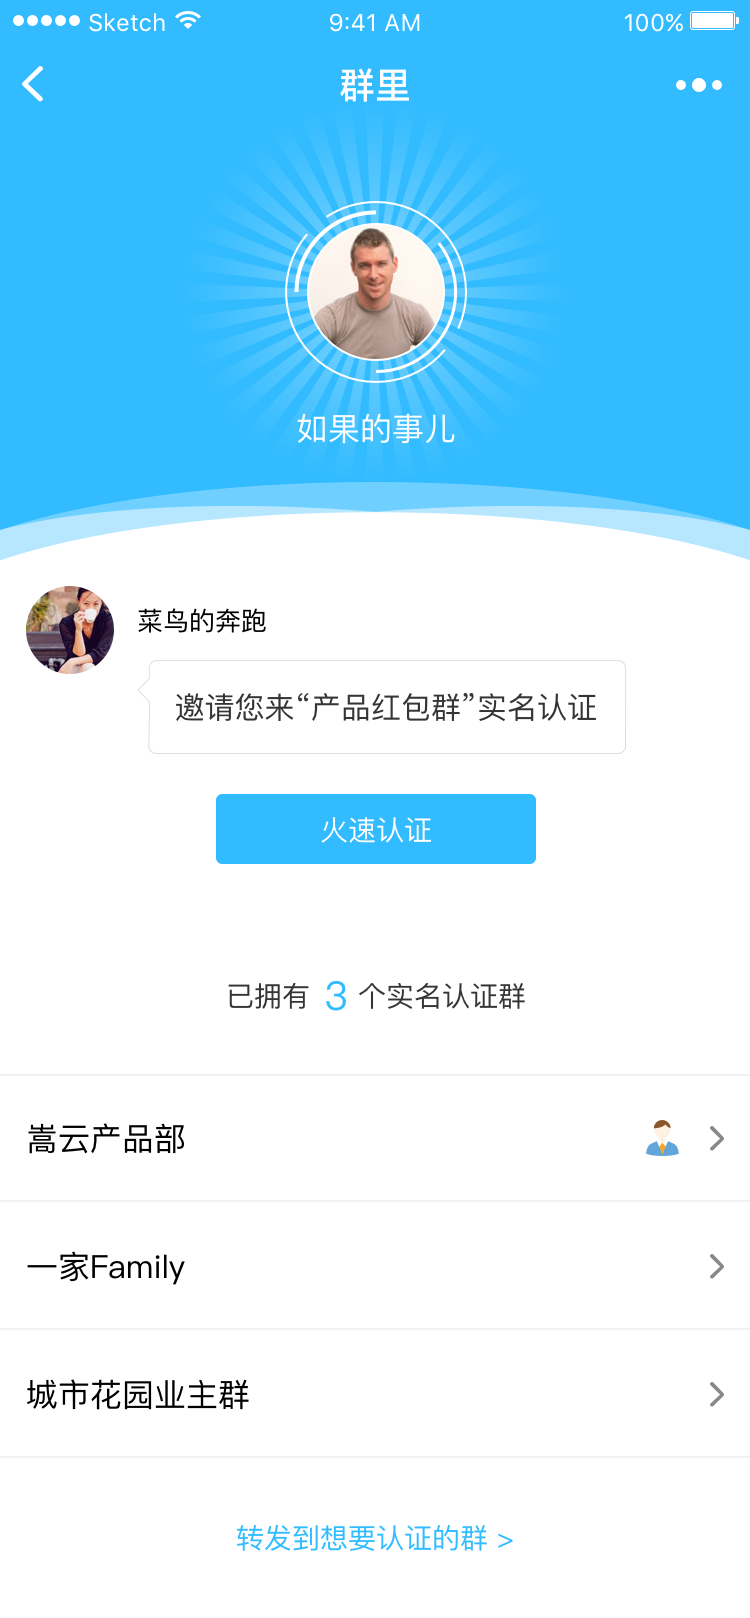 Sketch 9:41 AM 100%
群里
如果的事儿
菜鸟的奔跑
邀请您来“产品红包群”实名认证
火速认证
已拥有 3 个实名认证群
嵩云产品部
一家Family
城市花园业主群
转发到想要认证的群 >